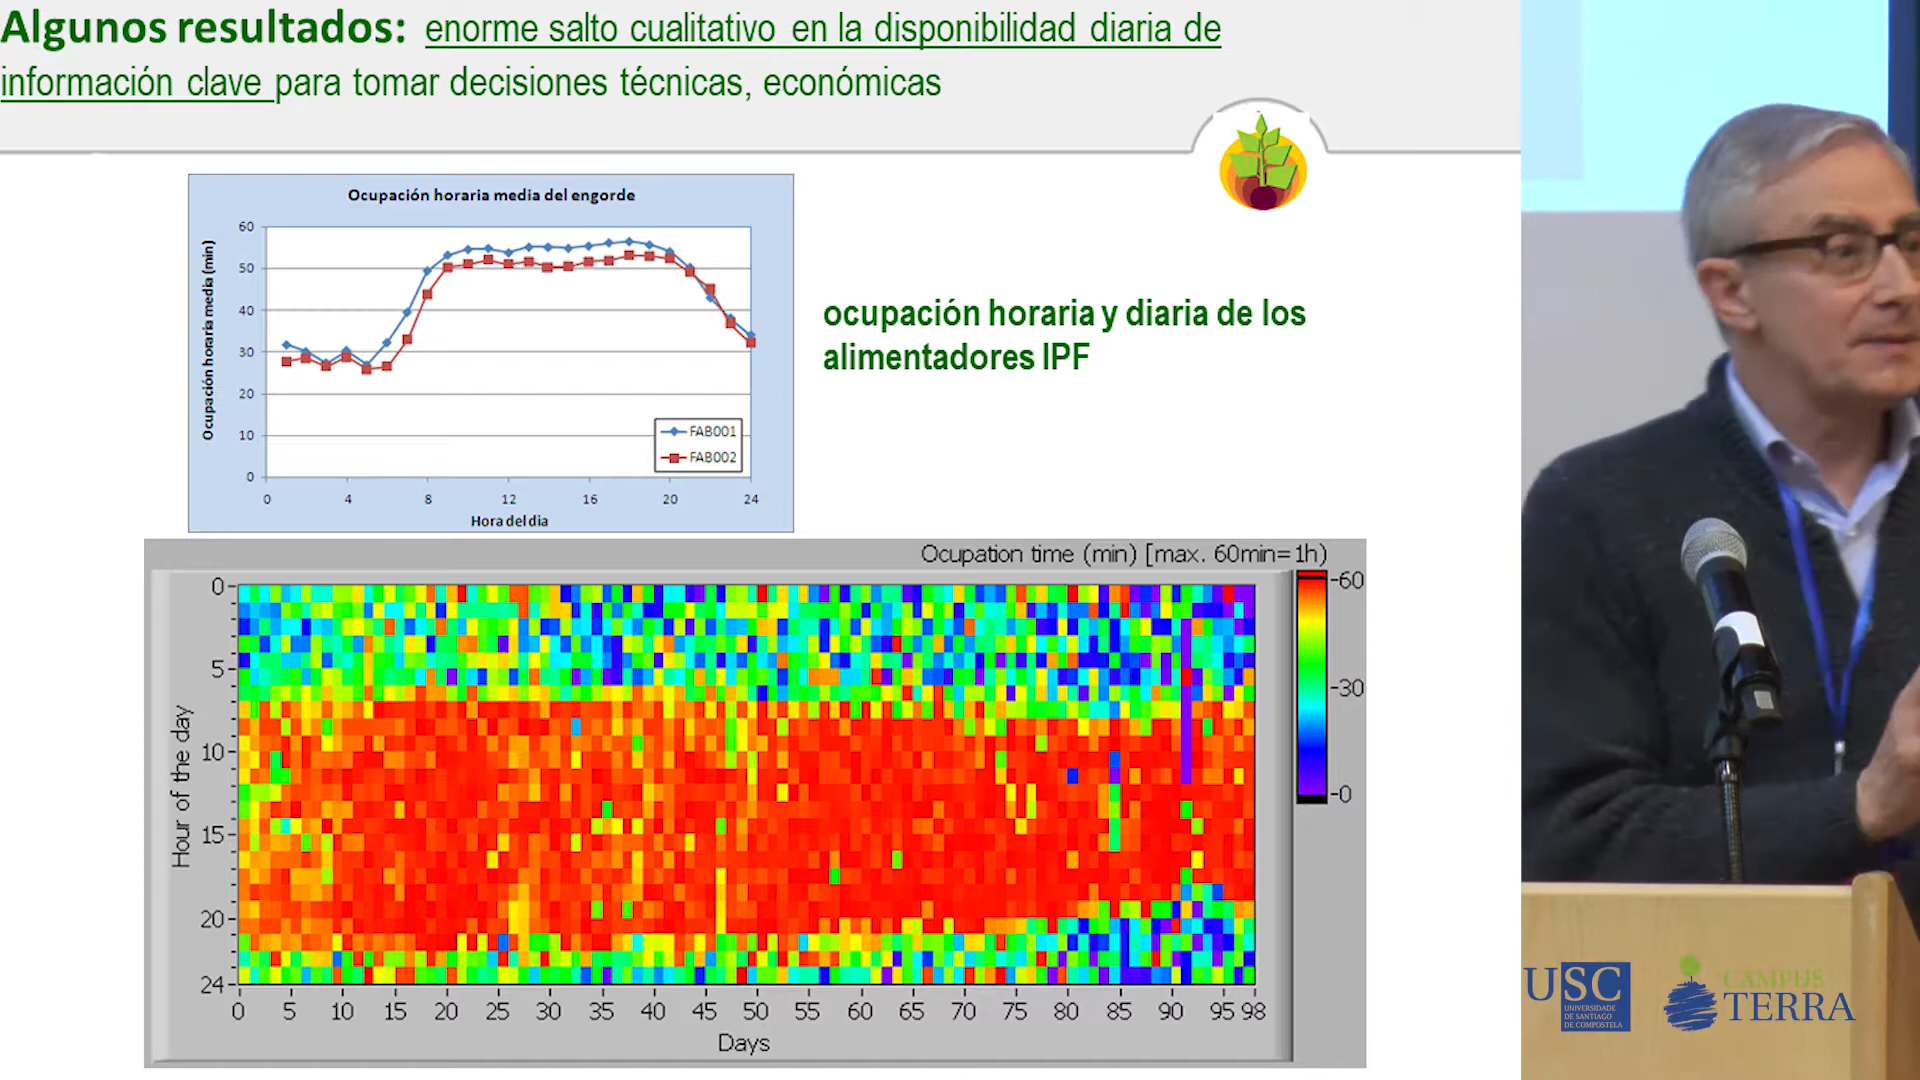 Algunos resultados: enorme salto cualitativo en la disponibilidad diaria de
información clave para tomar decisiones técnicas, económicas
Ocupación horaria media del engorde
Ocupación horaria media (min)
60
50
40
30
20
10
0
0 4 8 12 16 20 24
Hora del dia
FAB001
FAB002
ocupación horaria y diaria de los
alimentadores IPF
Ocupation time (min) [max. 60min=1h)
Hour of the day
0
5
10
15
20
24
0 5 10 15 20 25 30 35 40 45 50 55 60 65 70 75 80 85 90 95 98
Days
60
30
0
USC
UNIVERSIDADE
DE SANTIAGO
DE COMPOSTELA
CAMPUS
TERRA